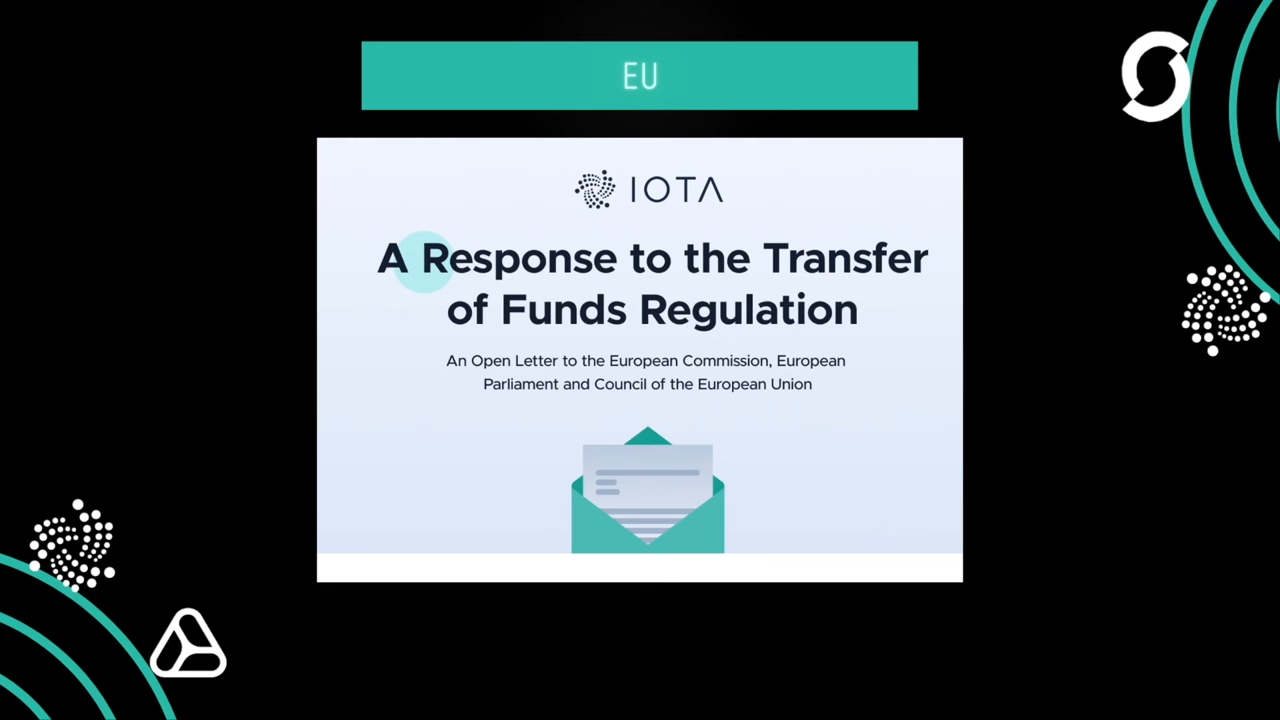 EU
IOTA
A Response to the Transfer
of Funds Regulation
An Open Letter to the European Commission, European
Parliament and Council of the European Union